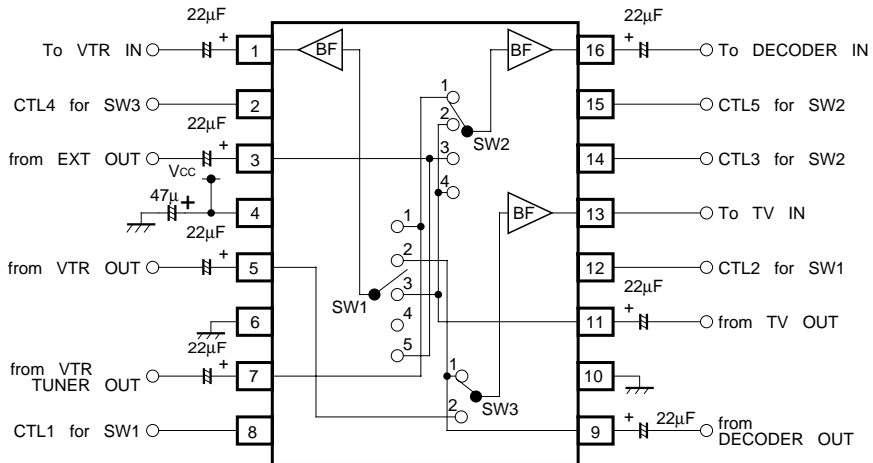 22μF
22μF
To VTR IN
1
BF
BF
16
To DECODER IN
CTL4 for SW3
2
1
15
CTL5 for SW2
22μF
2
SW2
from EXT OUT
3
3
14
CTL3 for SW2
Vcc
47μ
4
4
BF
13
To TV IN
22μF
1
from VTR OUT
5
2
12
CTL2 for SW1
SW1
3
22μF
6
4
11
from TV OUT
22μF
5
from VTR
TUNER OUT
7
1
10
SW3
CTL1 for SW1
8
2
9
22μF
from
DECODER OUT